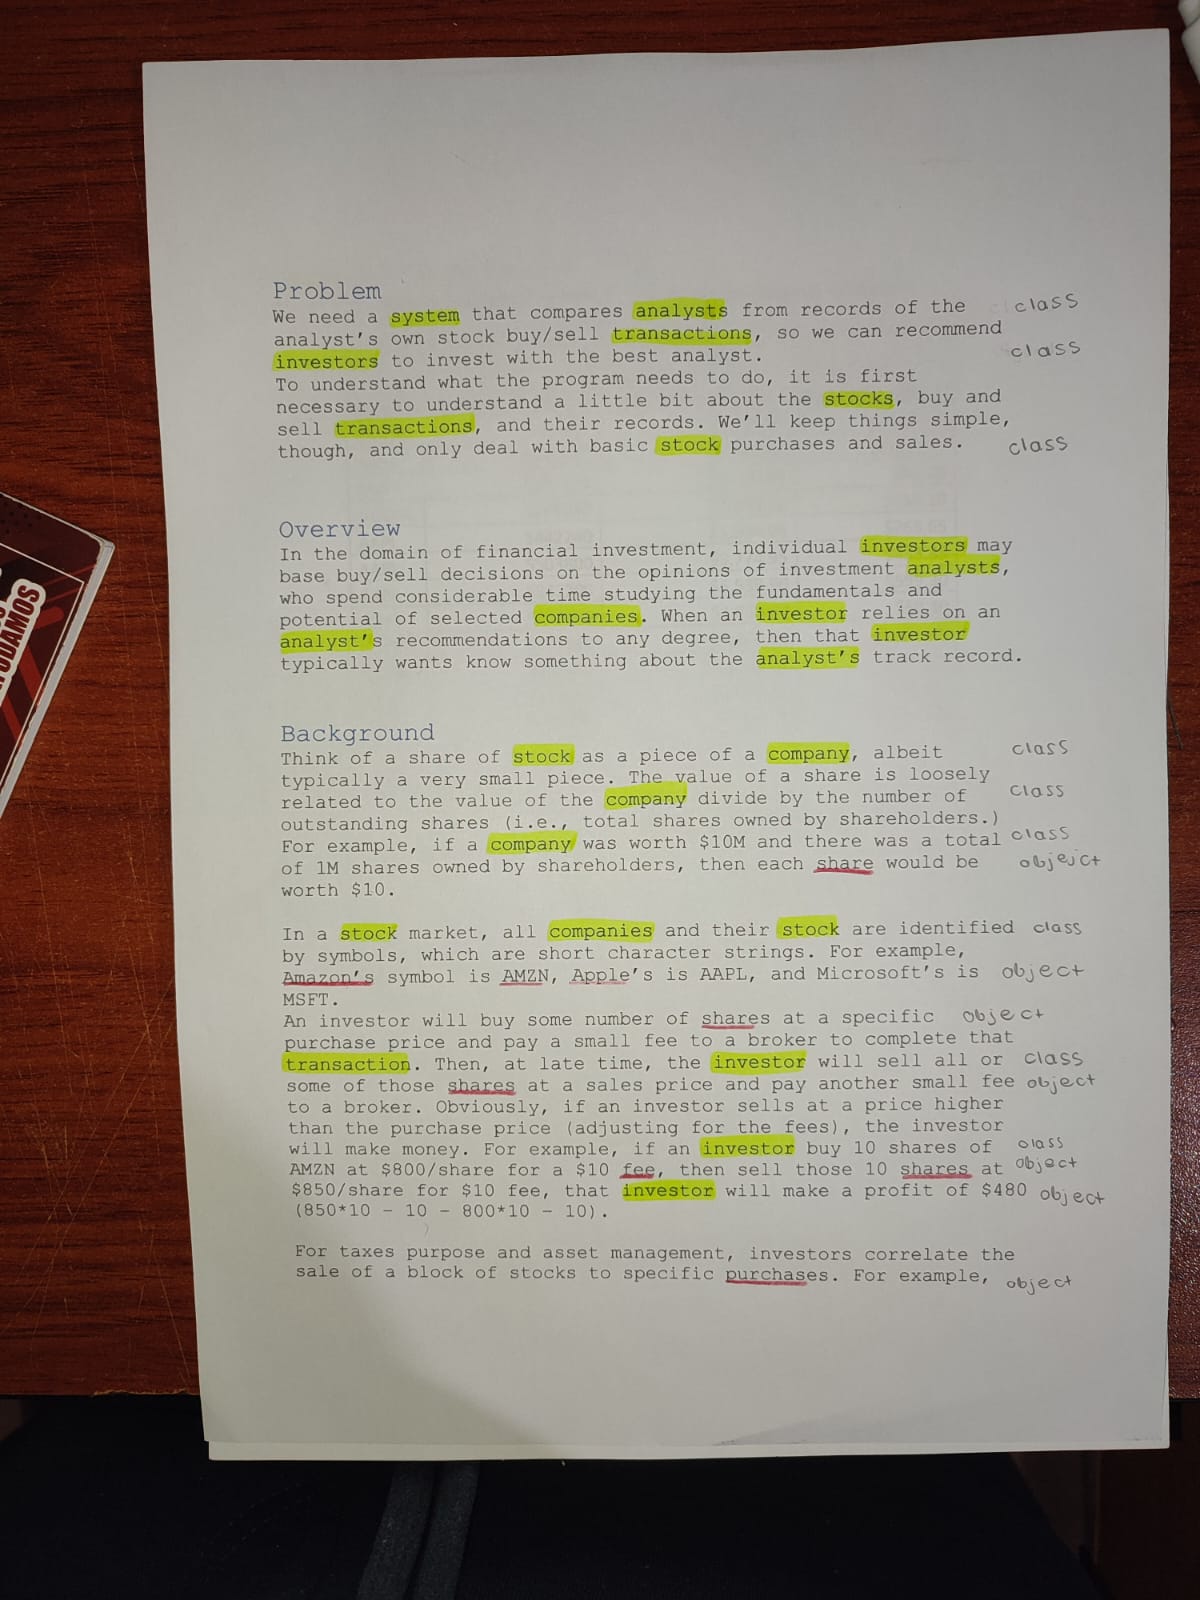 Problem
We need a system that compares analysts from records of the class
analyst's own stock buy/sell transactions, so we can recommend
investors to invest with the best analyst. class
To understand what the program needs to do, it is first
necessary to understand a little bit about the stocks, buy and
sell transactions, and their records. We'll keep things simple,
though, and only deal with basic stock purchases and sales. class
Overview
In the domain of financial investment, individual investors may
base buy/sell decisions on the opinions of investment analysts,
who spend considerable time studying the fundamentals and
potential of selected companies. When an investor relies on an
analyst's recommendations to any degree, then that investor
typically wants know something about the analyst's track record.
Background
Think of a share of stock as a piece of a company, albeit class
typically a very small piece. The value of a share is loosely
related to the value of the company divide by the number of class
outstanding shares (i.e., total shares owned by shareholders.)
For example, if a company was worth $10M and there was a total class
of 1M shares owned by shareholders, then each share would be object
worth $10.
In a stock market, all companies and their stock are identified class
by symbols, which are short character strings. For example,
Amazon's symbol is AMZN, Apple's is AAPL, and Microsoft's is object
MSFT.
An investor will buy some number of shares at a specific object
purchase price and pay a small fee to a broker to complete that
transaction. Then, at late time, the investor will sell all or class
some of those shares at a sales price and pay another small fee object
to a broker. Obviously, if an investor sells at a price higher
than the purchase price (adjusting for the fees), the investor
will make money. For example, if an investor buy 10 shares of class
AMZN at $800/share for a $10 fee, then sell those 10 shares at object
$850/share for $10 fee, that investor will make a profit of $480 object
(850*10 - 10 - 800*10 - 10).
For taxes purpose and asset management, investors correlate the
sale of a block of stocks to specific purchases. For example, object